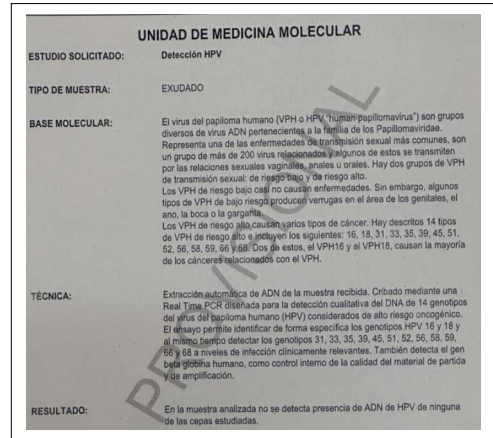 UNIDAD DE MEDICINA MOLECULAR
ESTUDIO SOLICITADO: Detección HPV
TIPO DE MUESTRA: EXUDADO
BASE MOLECULAR: El virus del papiloma humano (VPH o HPV "human papillomavirus") son grupos
diversos de virus ADN pertenecientes a la familia de los Papillomaviridae.
Representa una de las enfermedades de transmisión sexual más comunes, son
un grupo de más de 200 virus relacionados y algunos de estos se transmiten
por las relaciones sexuales vaginales, anales u orales. Hay dos grupos de VPH
de transmisión sexual: de riesgo bajo y de riesgo alto.
Los VPH de riesgo bajo casi no causan enfermedades. Sin embargo, algunos
tipos de VPH de bajo riesgo producen verrugas en el área de los genitales, el
ano, la boca o la garganta.
Los VPH de riesgo alto causan varios tipos de cáncer. Hay descritos 14 tipos
de VPH de riesgo alto e incluyen los siguientes: 16, 18, 31, 33, 35, 39, 45, 51,
52, 56, 58, 59, 66 y 68. Dos de estos, el VPH16 y el VPH18, causan la mayoría
de los cánceres relacionados con el VPH.
TÉCNICA: Extracción automática de ADN de la muestra recibida. Cribado mediante una
Real Time PCR diseñada para la detección cualitativa del DNA de 14 genotipos
del virus del papiloma humano (HPV) considerados de alto riesgo oncogénico.
El ensayo permite identificar de forma específica los genotipos HPV 16 y 18 y
al mismo tiempo detectar los genotipos 31, 33, 35, 39, 45, 51, 52, 56, 58, 59,
66 y 68 a niveles de infección clínicamente relevantes. También detecta el gen
beta globina humano, como control interno de la calidad del material de partida
y de amplificación.
RESULTADO: En la muestra analizada no se detecta presencia de ADN de HPV de ninguna
de las cepas estudiadas.
PROVISIONAL